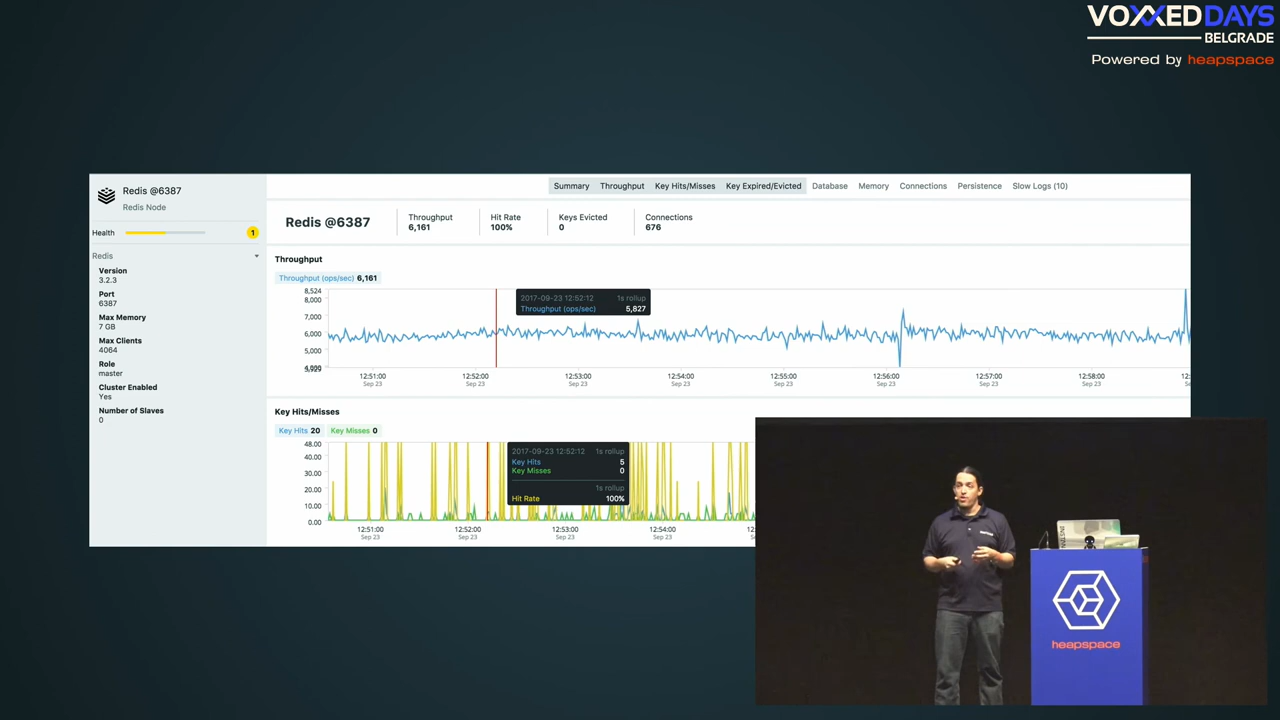 VOXXED DAYS
BELGRADE
Powered by heapspace
Redis @6387
Redis Node
Health
1
Redis
Version
3.2.3
Port
6387
Max Memory
7 GB
Max Clients
4064
Role
master
Cluster Enabled
Yes
Number of Slaves
0
Summary Throughput Key Hits/Misses Key Expired/Evicted Database Memory Connections Persistence Slow Logs (10)
Redis @6387
Throughput
6,161
Hit Rate
100%
Keys Evicted
0
Connections
676
Throughput
Throughput (ops/sec) 6,161
8,524
8,000
7,000
6,000
5,000
2017-09-23 12:52:12 1s rollup
Throughput (ops/sec) 5,827
12:51:00 12:52:00 12:53:00 12:54:00 12:55:00 12:56:00 12:57:00 12:58:00 12:
Sep 23 Sep 23 Sep 23 Sep 23 Sep 23 Sep 23 Sep 23 Sep 23 Se
Key Hits/Misses
Key Hits 20 Key Misses 0
48.00
40.00
30.00
20.00
10.00
0.00
2017-09-23 12:52:12 1s rollup
Key Hits 5
Key Misses 0
1s rollup
Hit Rate 100%
12:51:00 12:52:00 12:53:00 12:54:00 12:
Sep 23 Sep 23 Sep 23 Sep 23 Se
heapspace